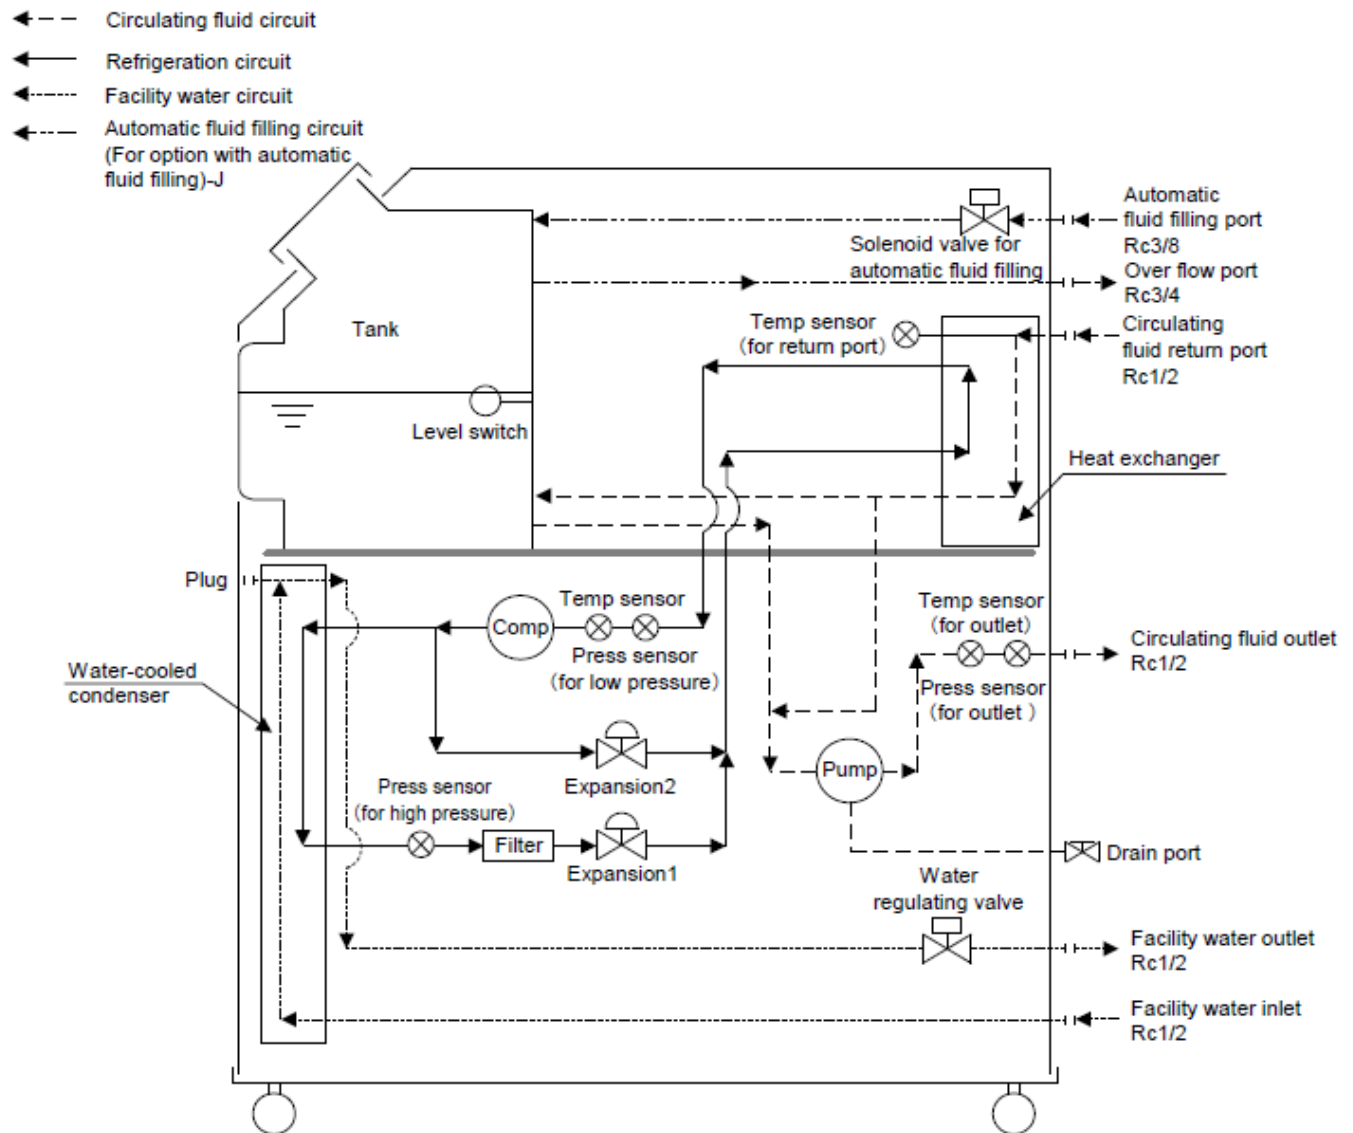 Circulating fluid circuit
Refrigeration circuit
Facility water circuit
Automatic fluid filling circuit
(For option with automatic
fluid filling)-J
Automatic
fluid filling port
Rc3/8
Solenoid valve for
automatic fluid filling
Over flow port
Rc3/4
Tank
Temp sensor
(for return port)
Circulating
fluid return port
Rc1/2
Level switch
Heat exchanger
Plug
Temp sensor
Comp
Press sensor
(for low pressure)
Temp sensor
(for outlet)
Circulating fluid outlet
Rc1/2
Press sensor
(for outlet )
Water-cooled
condenser
Pump
Expansion2
Press sensor
(for high pressure)
Filter
Expansion1
Drain port
Water
regulating valve
Facility water outlet
Rc1/2
Facility water inlet
Rc1/2